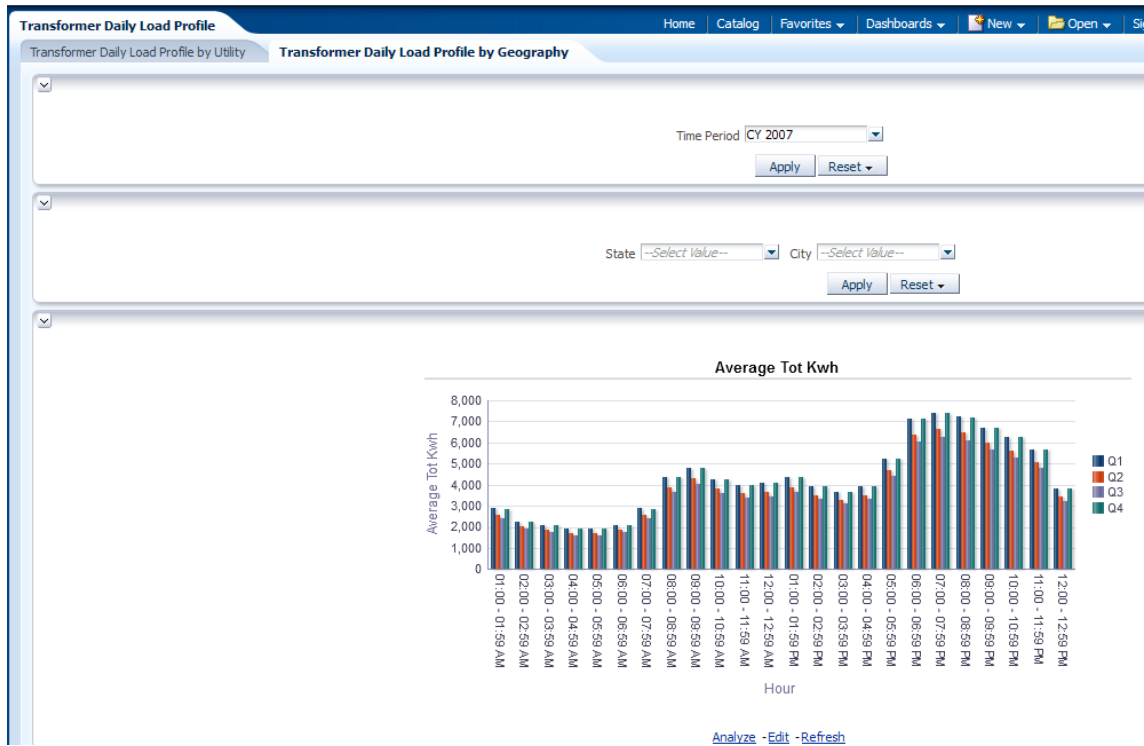 Transformer Daily Load Profile
Home Catalog Favorites Dashboards New Open
Transformer Daily Load Profile by Utility Transformer Daily Load Profile by Geography
Time Period CY 2007
Apply Reset
State --Select Value-- City --Select Value--
Apply Reset
Average Tot Kwh
Average Tot Kwh
8,000
7,000
6,000
5,000
4,000
3,000
2,000
1,000
0
Q1
Q2
Q3
Q4
01:00 - 01:59 AM
02:00 - 02:59 AM
03:00 - 03:59 AM
04:00 - 04:59 AM
05:00 - 05:59 AM
06:00 - 06:59 AM
07:00 - 07:59 AM
08:00 - 08:59 AM
09:00 - 09:59 AM
10:00 - 10:59 AM
11:00 - 11:59 AM
12:00 - 12:59 AM
01:00 - 01:59 PM
02:00 - 02:59 PM
03:00 - 03:59 PM
04:00 - 04:59 PM
05:00 - 05:59 PM
06:00 - 06:59 PM
07:00 - 07:59 PM
08:00 - 08:59 PM
09:00 - 09:59 PM
10:00 - 10:59 PM
11:00 - 11:59 PM
12:00 - 12:59 PM
Hour
Analyze - Edit - Refresh